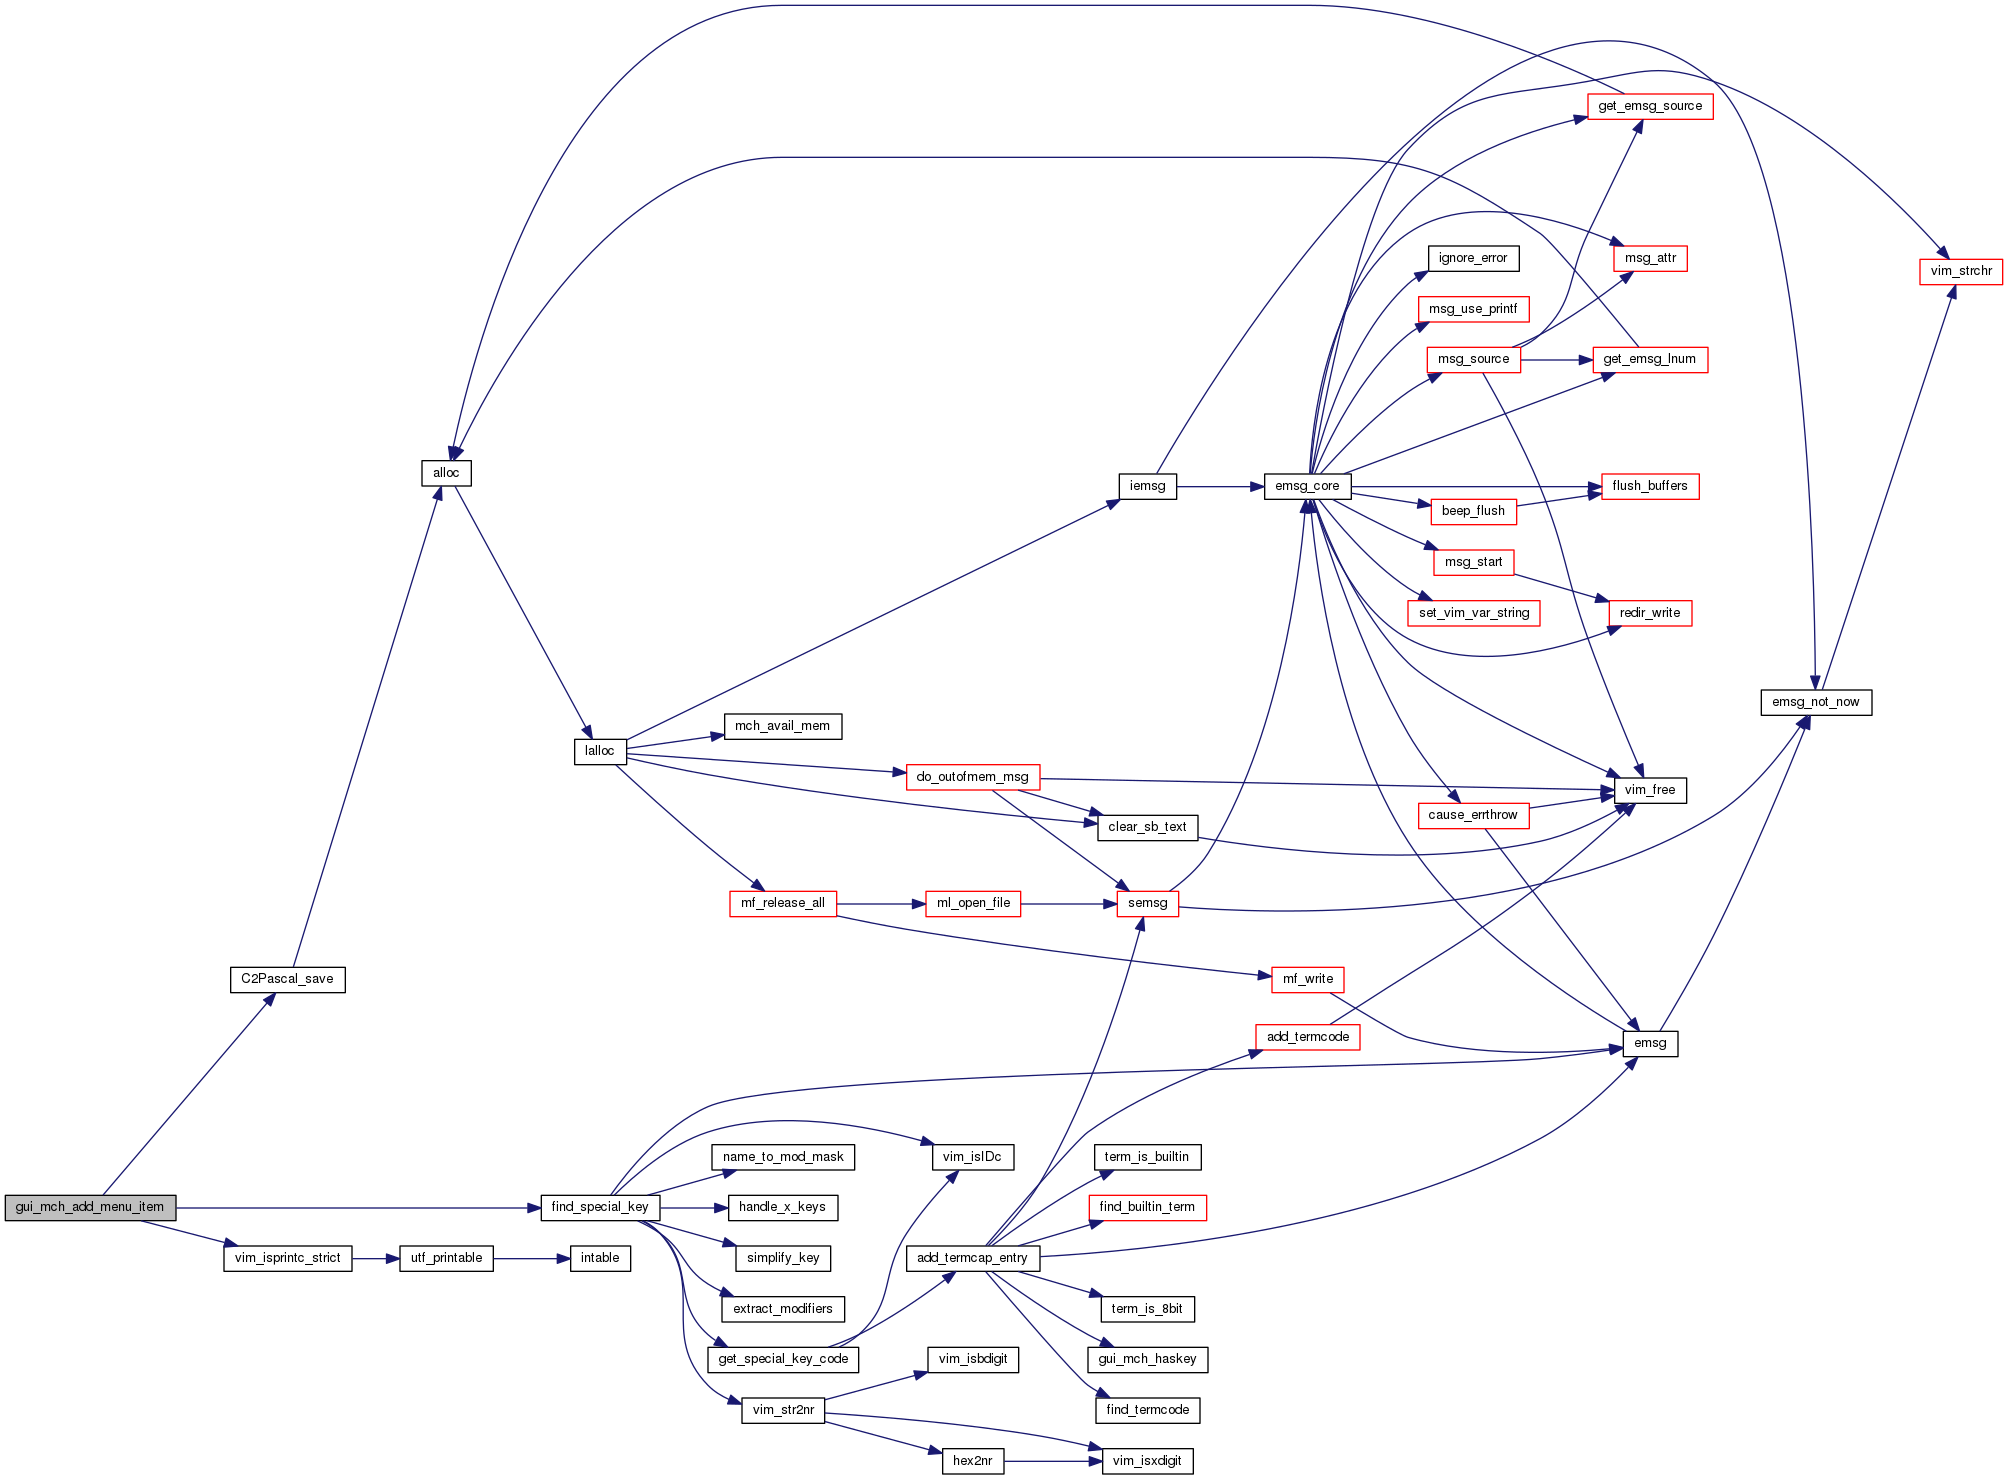 get_emsg_source
ignore_error
msg_attr
vim_strchr
msg_use_printf
msg_source
get_emsg_lnum
alloc
iemsg
emsg_core
flush_buffers
beep_flush
msg_start
set_vim_var_string
redir_write
emsg_not_now
mch_avail_mem
lalloc
do_outofmem_msg
vim_free
cause_errthrow
clear_sb_text
mf_release_all
ml_open_file
semsg
C2Pascal_save
mf_write
add_termcode
emsg
name_to_mod_mask
vim_isIDc
term_is_builtin
gui_mch_add_menu_item
find_special_key
handle_x_keys
find_builtin_term
vim_isprintc_strict
utf_printable
intable
simplify_key
add_termcap_entry
extract_modifiers
term_is_8bit
get_special_key_code
vim_isbdigit
gui_mch_haskey
vim_str2nr
find_termcode
hex2nr
vim_isxdigit